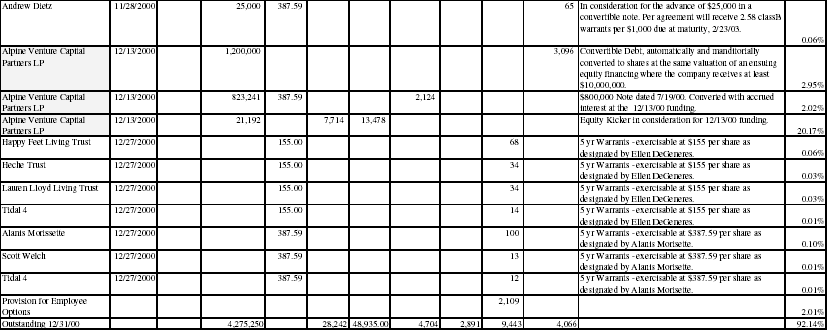 Andrew Dietz 11/28/2000 25,000 387.59 65 In consideration for the advance of $25,000 in a
convertible note. Per agreement will receive 2.58 classB
warrants per $1,000 due at maturity, 2/23/03.
0.06%
Alpine Venture Capital 12/13/2000 1,200,000 3,096 Convertible Debt, automatically and manditorially
Partners LP converted to shares at the same valuation of an ensuing
equity financing where the company receives at least
$10,000,000. 2.95%
Alpine Venture Capital 12/13/2000 823,241 387.59 2,124 $800,000 Note dated 7/19/00. Converted with accrued
Partners LP interest at the 12/13/00 funding. 2.02%
Alpine Venture Capital 12/13/2000 21,192 7,714 13,478 Equity Kicker in consideration for 12/13/00 funding.
Partners LP 20.17%
Happy Feet Living Trust 12/27/2000 155.00 68 5 yr Warrants - exercisable at $155 per share as
designated by Ellen DeGeneres. 0.06%
Heche Trust 12/27/2000 155.00 34 5 yr Warrants - exercisable at $155 per share as
designated by Ellen DeGeneres. 0.03%
Lauren Lloyd Living Trust 12/27/2000 155.00 34 5 yr Warrants - exercisable at $155 per share as
designated by Ellen DeGeneres. 0.03%
Tidal 4 12/27/2000 155.00 14 5 yr Warrants - exercisable at $155 per share as
designated by Ellen DeGeneres. 0.01%
Alanis Morissette 12/27/2000 387.59 100 5 yr Warrants - exercisable at $387.59 per share as
designated by Alanis Morisette. 0.10%
Scott Welch 12/27/2000 387.59 13 5 yr Warrants - exercisable at $387.59 per share as
designated by Alanis Morisette. 0.01%
Tidal 4 12/27/2000 387.59 12 5 yr Warrants - exercisable at $387.59 per share as
designated by Alanis Morisette. 0.01%
Provision for Employee 2,109
Options 2.01%
Outstanding 12/31/00 4,275,250 28,242 48,935.00 4,704 2,891 9,443 4,066 92.14%